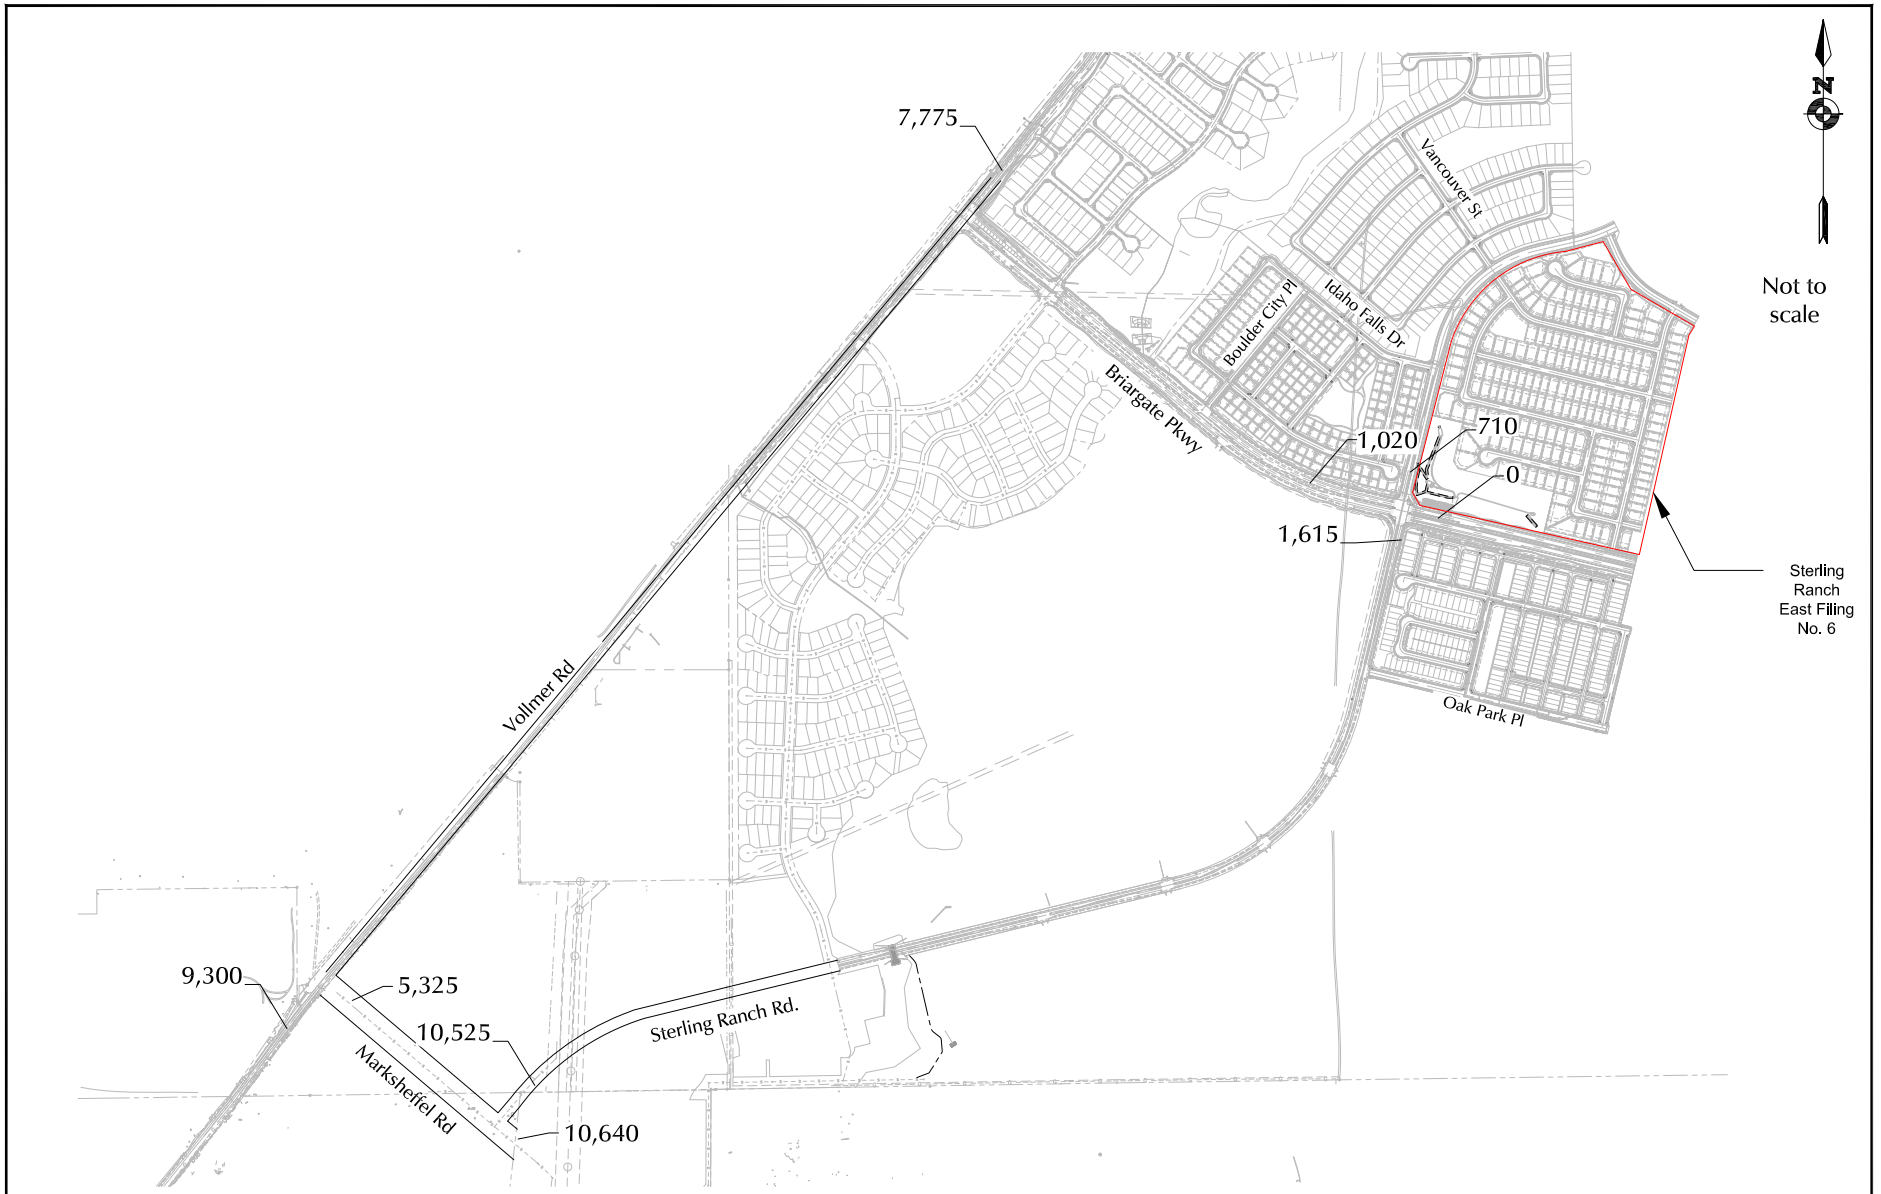 N
7,775
Vancouver St
Not to
scale
Idaho Falls Dr
Boulder City Pl
Briargate Pkwy
1,020
710
0
1,615
Sterling
Ranch
East Filing
No. 6
Vollmer Rd
Oak Park Pl
9,300
5,325
10,525
Sterling Ranch Rd.
Marksheffel Rd
10,640